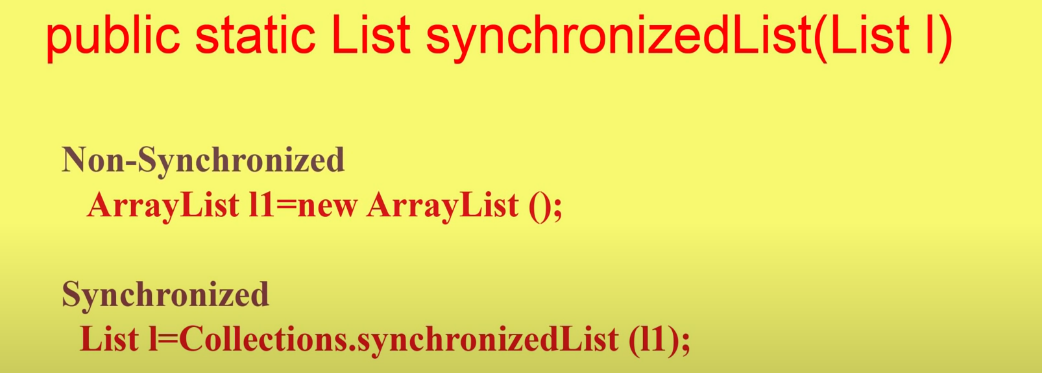 public static List synchronizedList(List l)
Non-Synchronized
ArrayList l1=new ArrayList ();
Synchronized
List l=Collections.synchronizedList (l1);